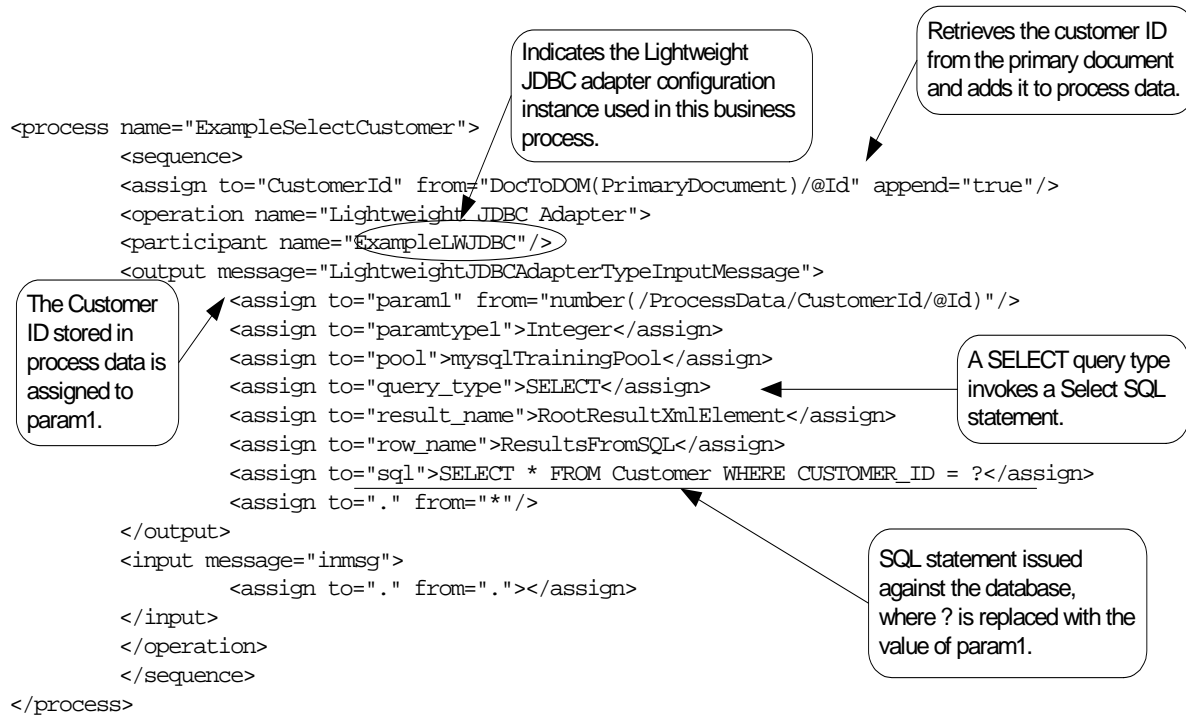 Retrieves the customer ID
from the primary document
and adds it to process data.
Indicates the Lightweight
JDBC adapter configuration
instance used in this business
process.
<process name="ExampleSelectCustomer">
<sequence>
<assign to="CustomerId" from="DocToDOM(PrimaryDocument)/@Id" append="true"/>
<operation name="Lightweight JDBC Adapter">
<participant name="ExampleLWJDBC"/>
<output message="LightweightJDBCAdapterTypeInputMessage">
The Customer
ID stored in
process data is
assigned to
param1.
<assign to="param1" from="number(/ProcessData/CustomerId/@Id)"/>
<assign to="paramtype1">Integer</assign>
<assign to="pool">mysqlTrainingPool</assign>
<assign to="query_type">SELECT</assign>
<assign to="result_name">RootResultXmlElement</assign>
<assign to="row_name">ResultsFromSQL</assign>
<assign to="sql">SELECT * FROM Customer WHERE CUSTOMER_ID = ?</assign>
<assign to="." from="*"/>
A SELECT query type
invokes a Select SQL
statement.
</output>
<input message="inmsg">
<assign to="." from="."></assign>
</input>
</operation>
</sequence>
</process>
SQL statement issued
against the database,
where ? is replaced with the
value of param1.